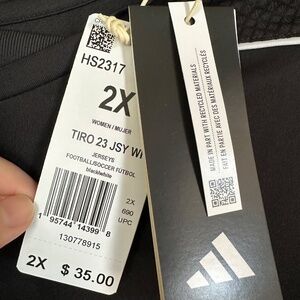 HS2317
2X
WOMEN / MUJER
TIRO 23 JSY W
JERSEYS
FOOTBALL/SOCCER FUTBOL
black/white
2X
690
UPC
1 95744 14399 8
130778915
2X $ 35.00
MADE IN PART WITH RECYCLED MATERIALS
FAIT EN PARTIE AVEC DES MATÉRIAUX RECYCLÉS